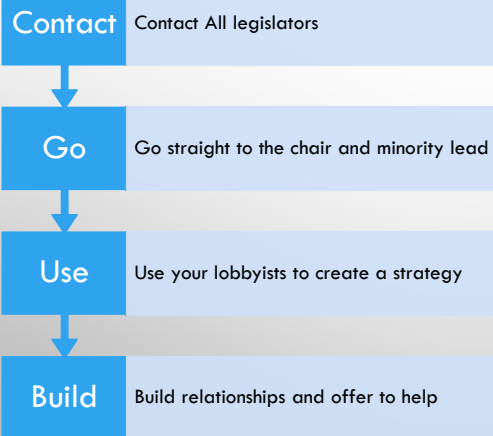 Contact
Contact All legislators
Go
Go straight to the chair and minority lead
Use
Use your lobbyists to create a strategy
Build
Build relationships and offer to help